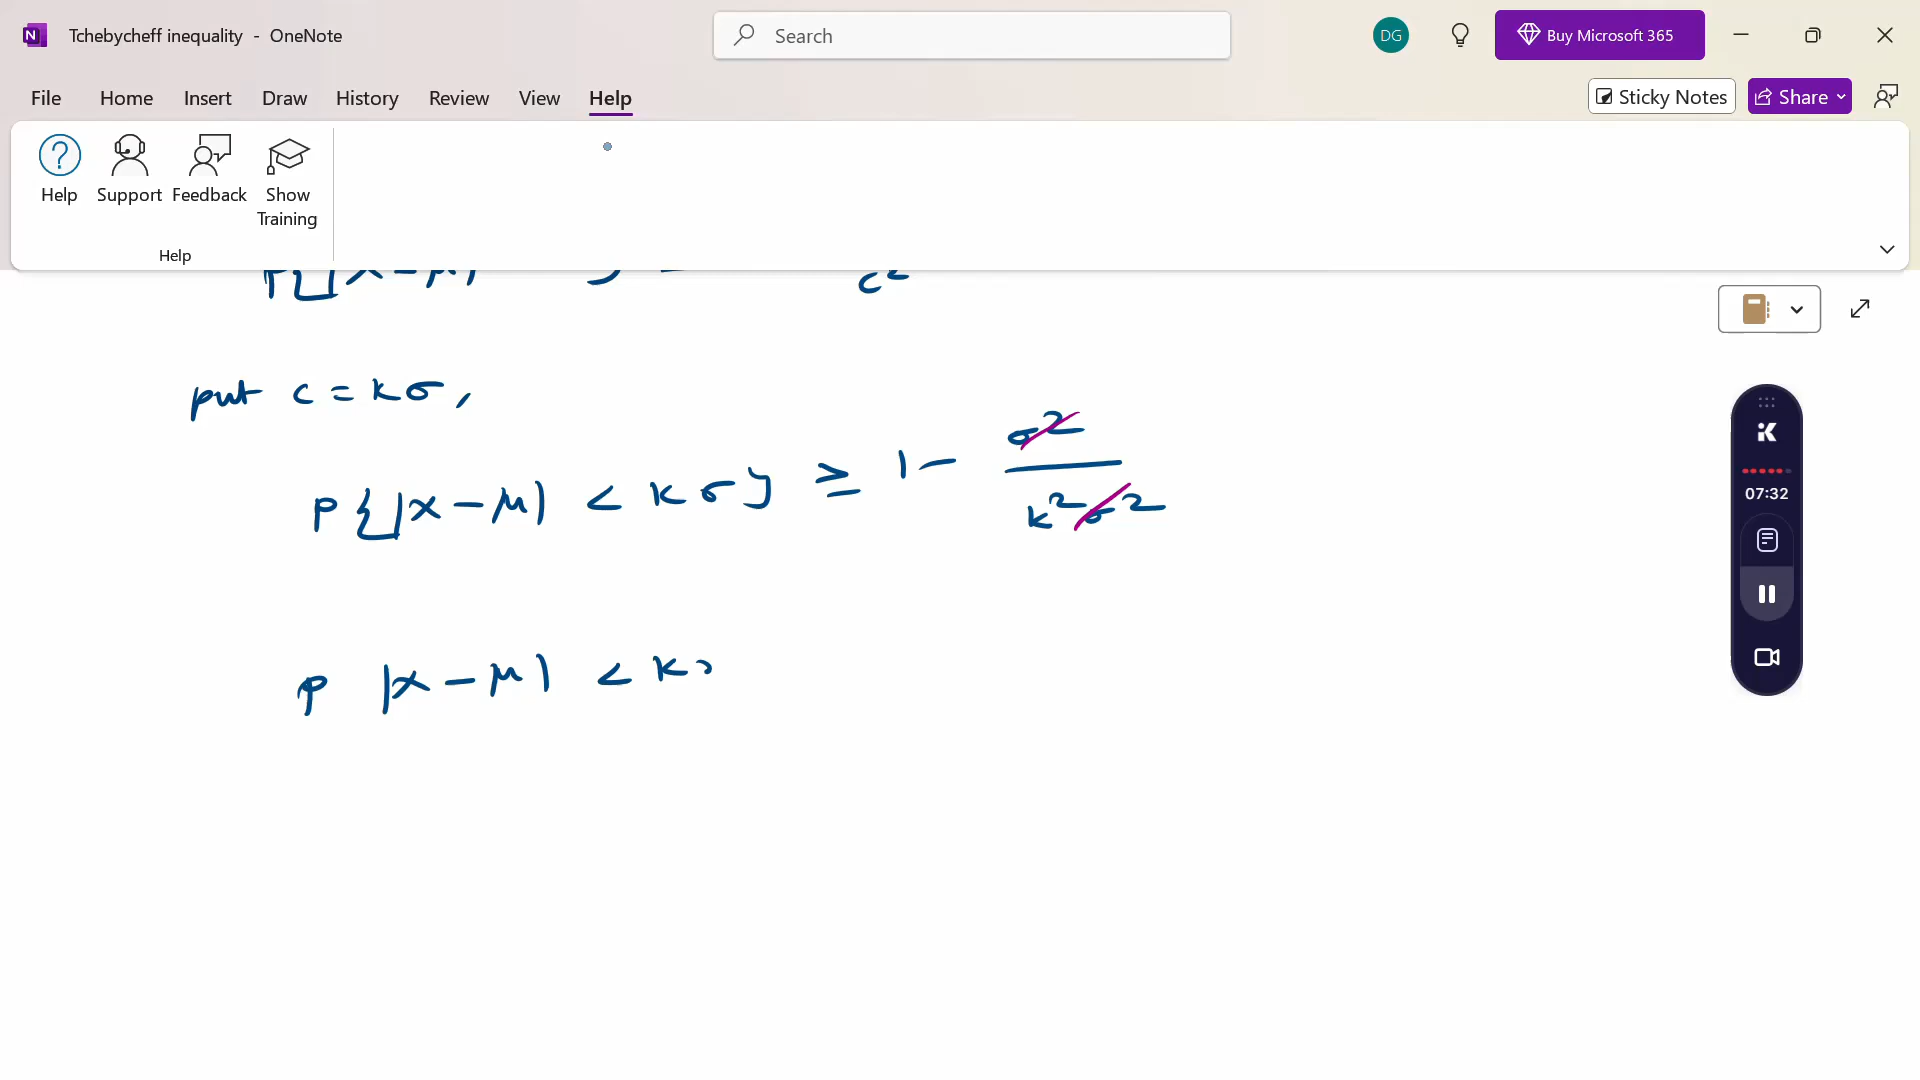 Tchebycheff inequality - OneNote
Search
DG
Buy Microsoft 365
File Home Insert Draw History Review View Help
Sticky Notes
Share
Help Support Feedback Show Training
Help
P{|x-μ| } c²
put c = kσ,
P{|x-μ| < kσ} ≥ 1 - σ²/k²σ²
07:32
P |x-μ| < k